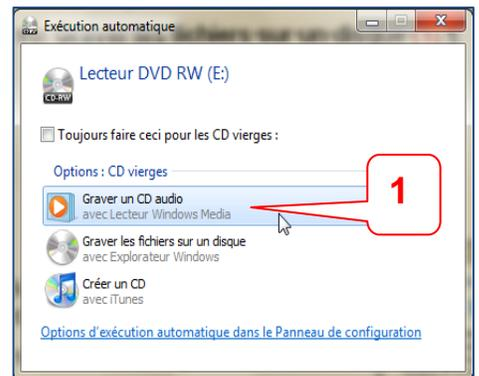 Exécution automatique
Lecteur DVD RW (E:)
CD-RW
Toujours faire ceci pour les CD vierges :
Options : CD vierges
Graver un CD audio
avec Lecteur Windows Media
1
Graver les fichiers sur un disque
avec Explorateur Windows
Créer un CD
avec iTunes
Options d'exécution automatique dans le Panneau de configuration